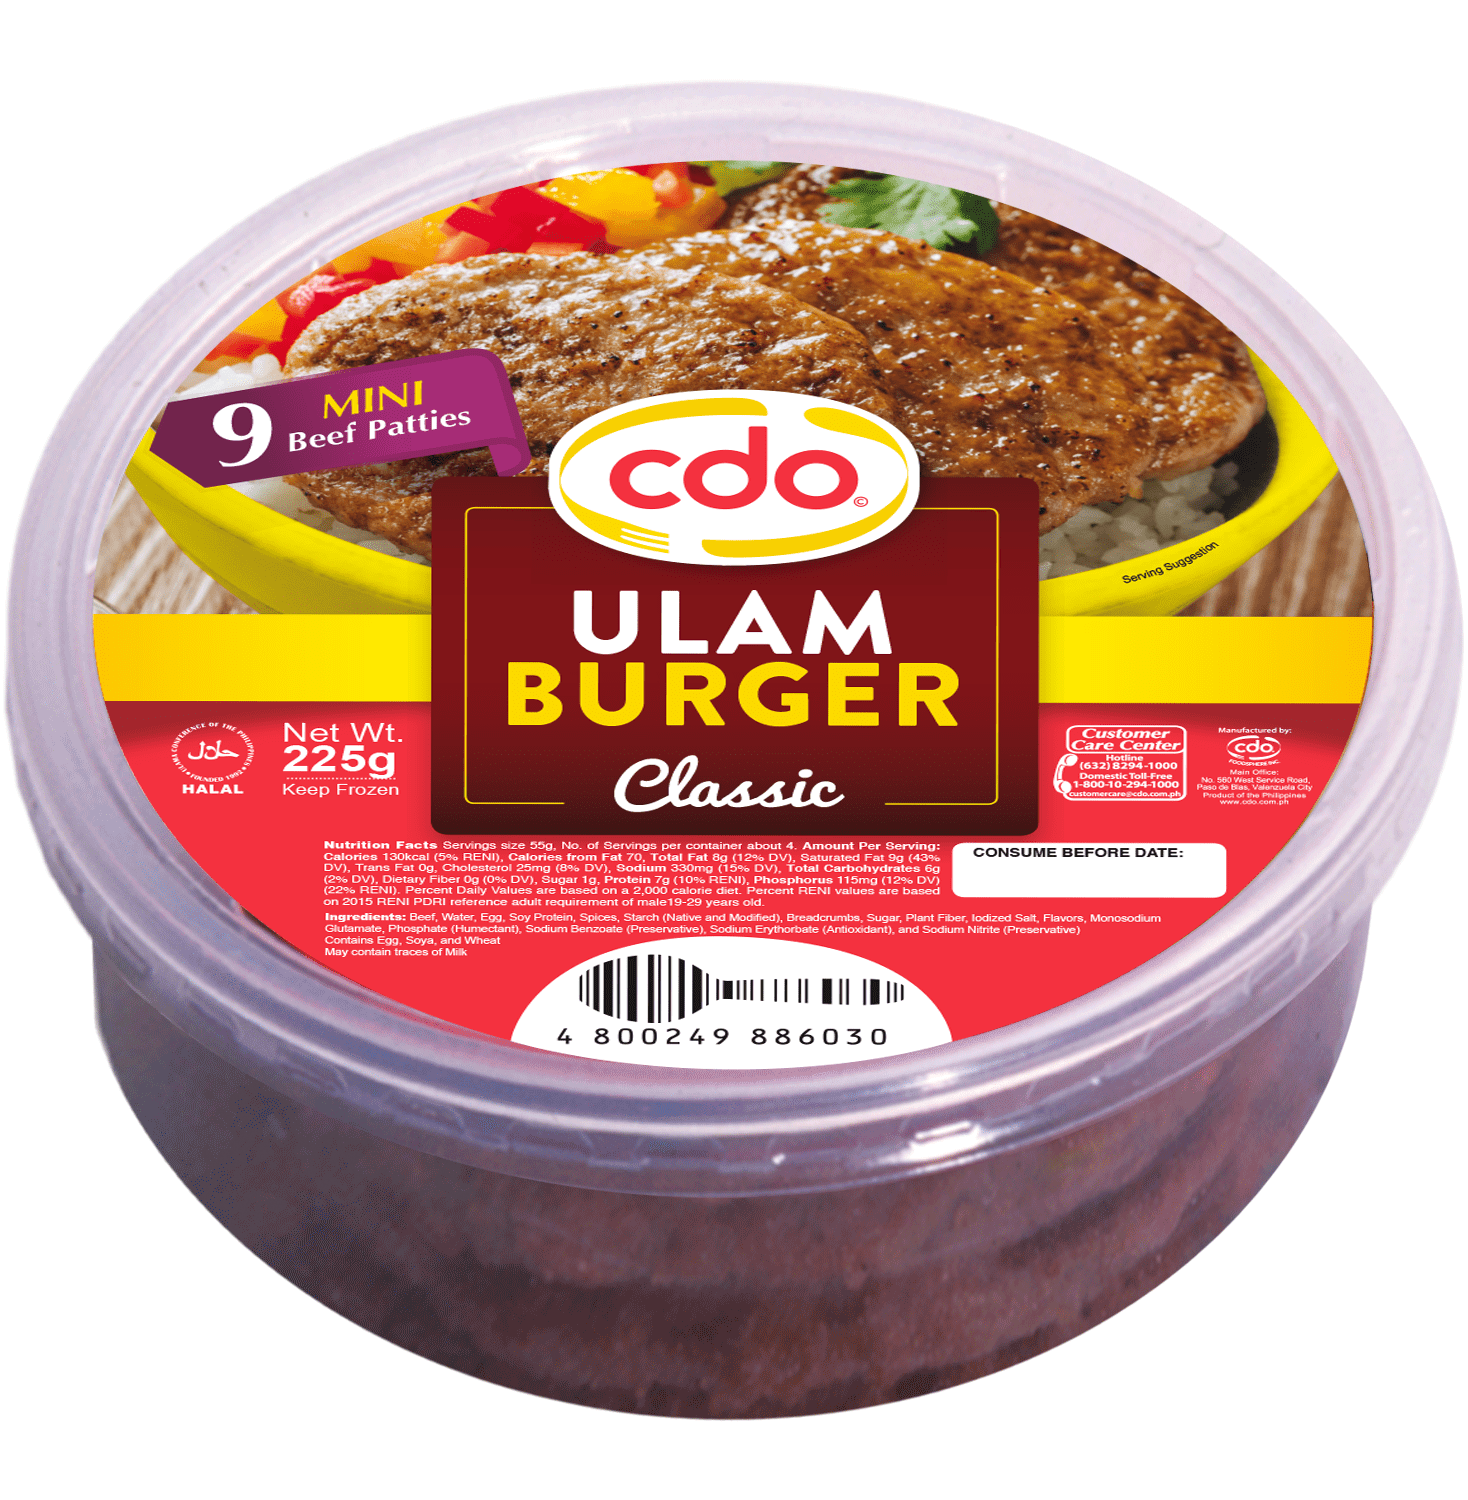 9 MINI
Beef Patties
cdo
©
Serving Suggestion
ULAM
BURGER
Classic
ULAMA CONFERENCE OF THE PHILIPPINES
حلال
FOUNDED 1992
HALAL
Net Wt.
225g
Keep Frozen
Customer
Care Center
Hotline
(632) 8294-1000
Domestic Toll-Free
1-800-10-294-1000
customercare@cdo.com.ph
Manufactured by:
cdo
FOODSPHERE INC.
Main Office:
No. 560 West Service Road,
Paso de Blas, Valenzuela City
Product of the Philippines
www.cdo.com.ph
Nutrition Facts Servings size 55g, No. of Servings per container about 4. Amount Per Serving:
Calories 130kcal (5% RENI), Calories from Fat 70, Total Fat 8g (12% DV), Saturated Fat 9g (43%
DV), Trans Fat 0g, Cholesterol 25mg (8% DV), Sodium 330mg (15% DV), Total Carbohydrates 6g
(2% DV), Dietary Fiber 0g (0% DV), Sugar 1g, Protein 7g (10% RENI), Phosphorus 115mg (12% DV)
(22% RENI). Percent Daily Values are based on a 2,000 calorie diet. Percent RENI values are based
on 2015 RENI PDRI reference adult requirement of male19-29 years old.
CONSUME BEFORE DATE:
Ingredients: Beef, Water, Egg, Soy Protein, Spices, Starch (Native and Modified), Breadcrumbs, Sugar, Plant Fiber, Iodized Salt, Flavors, Monosodium
Glutamate, Phosphate (Humectant), Sodium Benzoate (Preservative), Sodium Erythorbate (Antioxidant), and Sodium Nitrite (Preservative)
Contains Egg, Soya, and Wheat
May contain traces of Milk
4 800249 886030